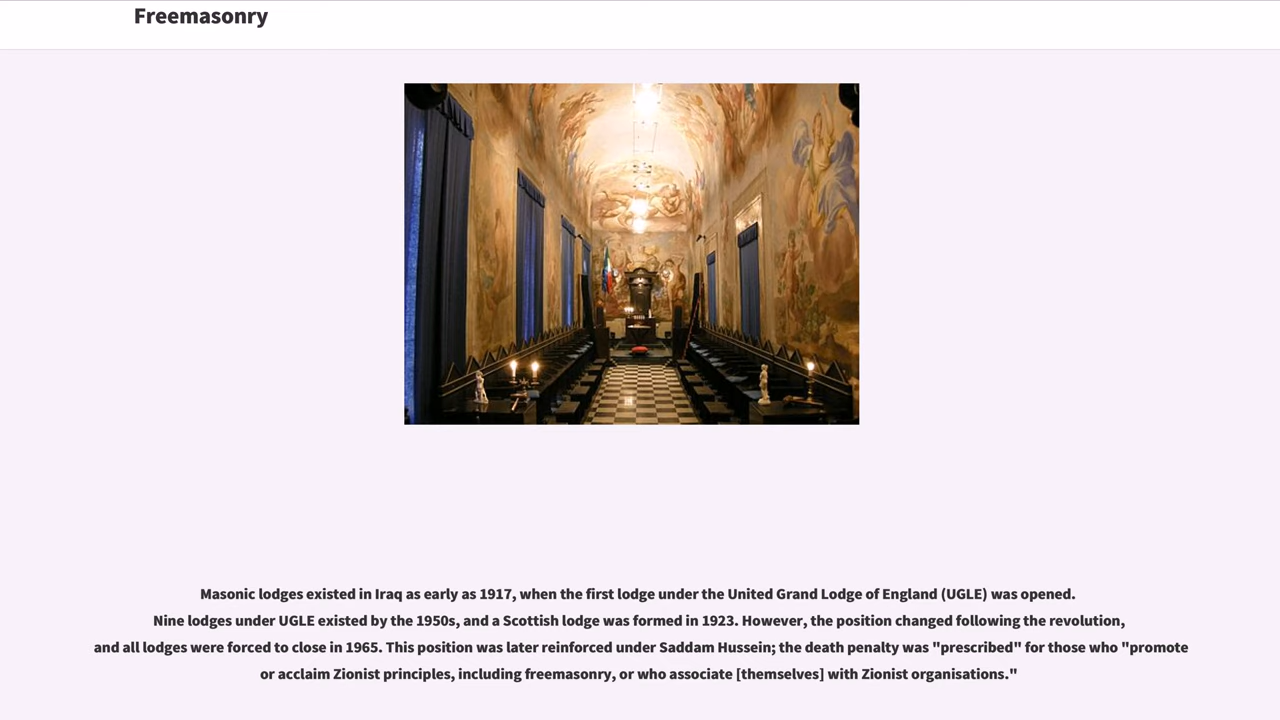 Freemasonry
Masonic lodges existed in Iraq as early as 1917, when the first lodge under the United Grand Lodge of England (UGLE) was opened.
Nine lodges under UGLE existed by the 1950s, and a Scottish lodge was formed in 1923. However, the position changed following the revolution,
and all lodges were forced to close in 1965. This position was later reinforced under Saddam Hussein; the death penalty was "prescribed" for those who "promote
or acclaim Zionist principles, including freemasonry, or who associate [themselves] with Zionist organisations."